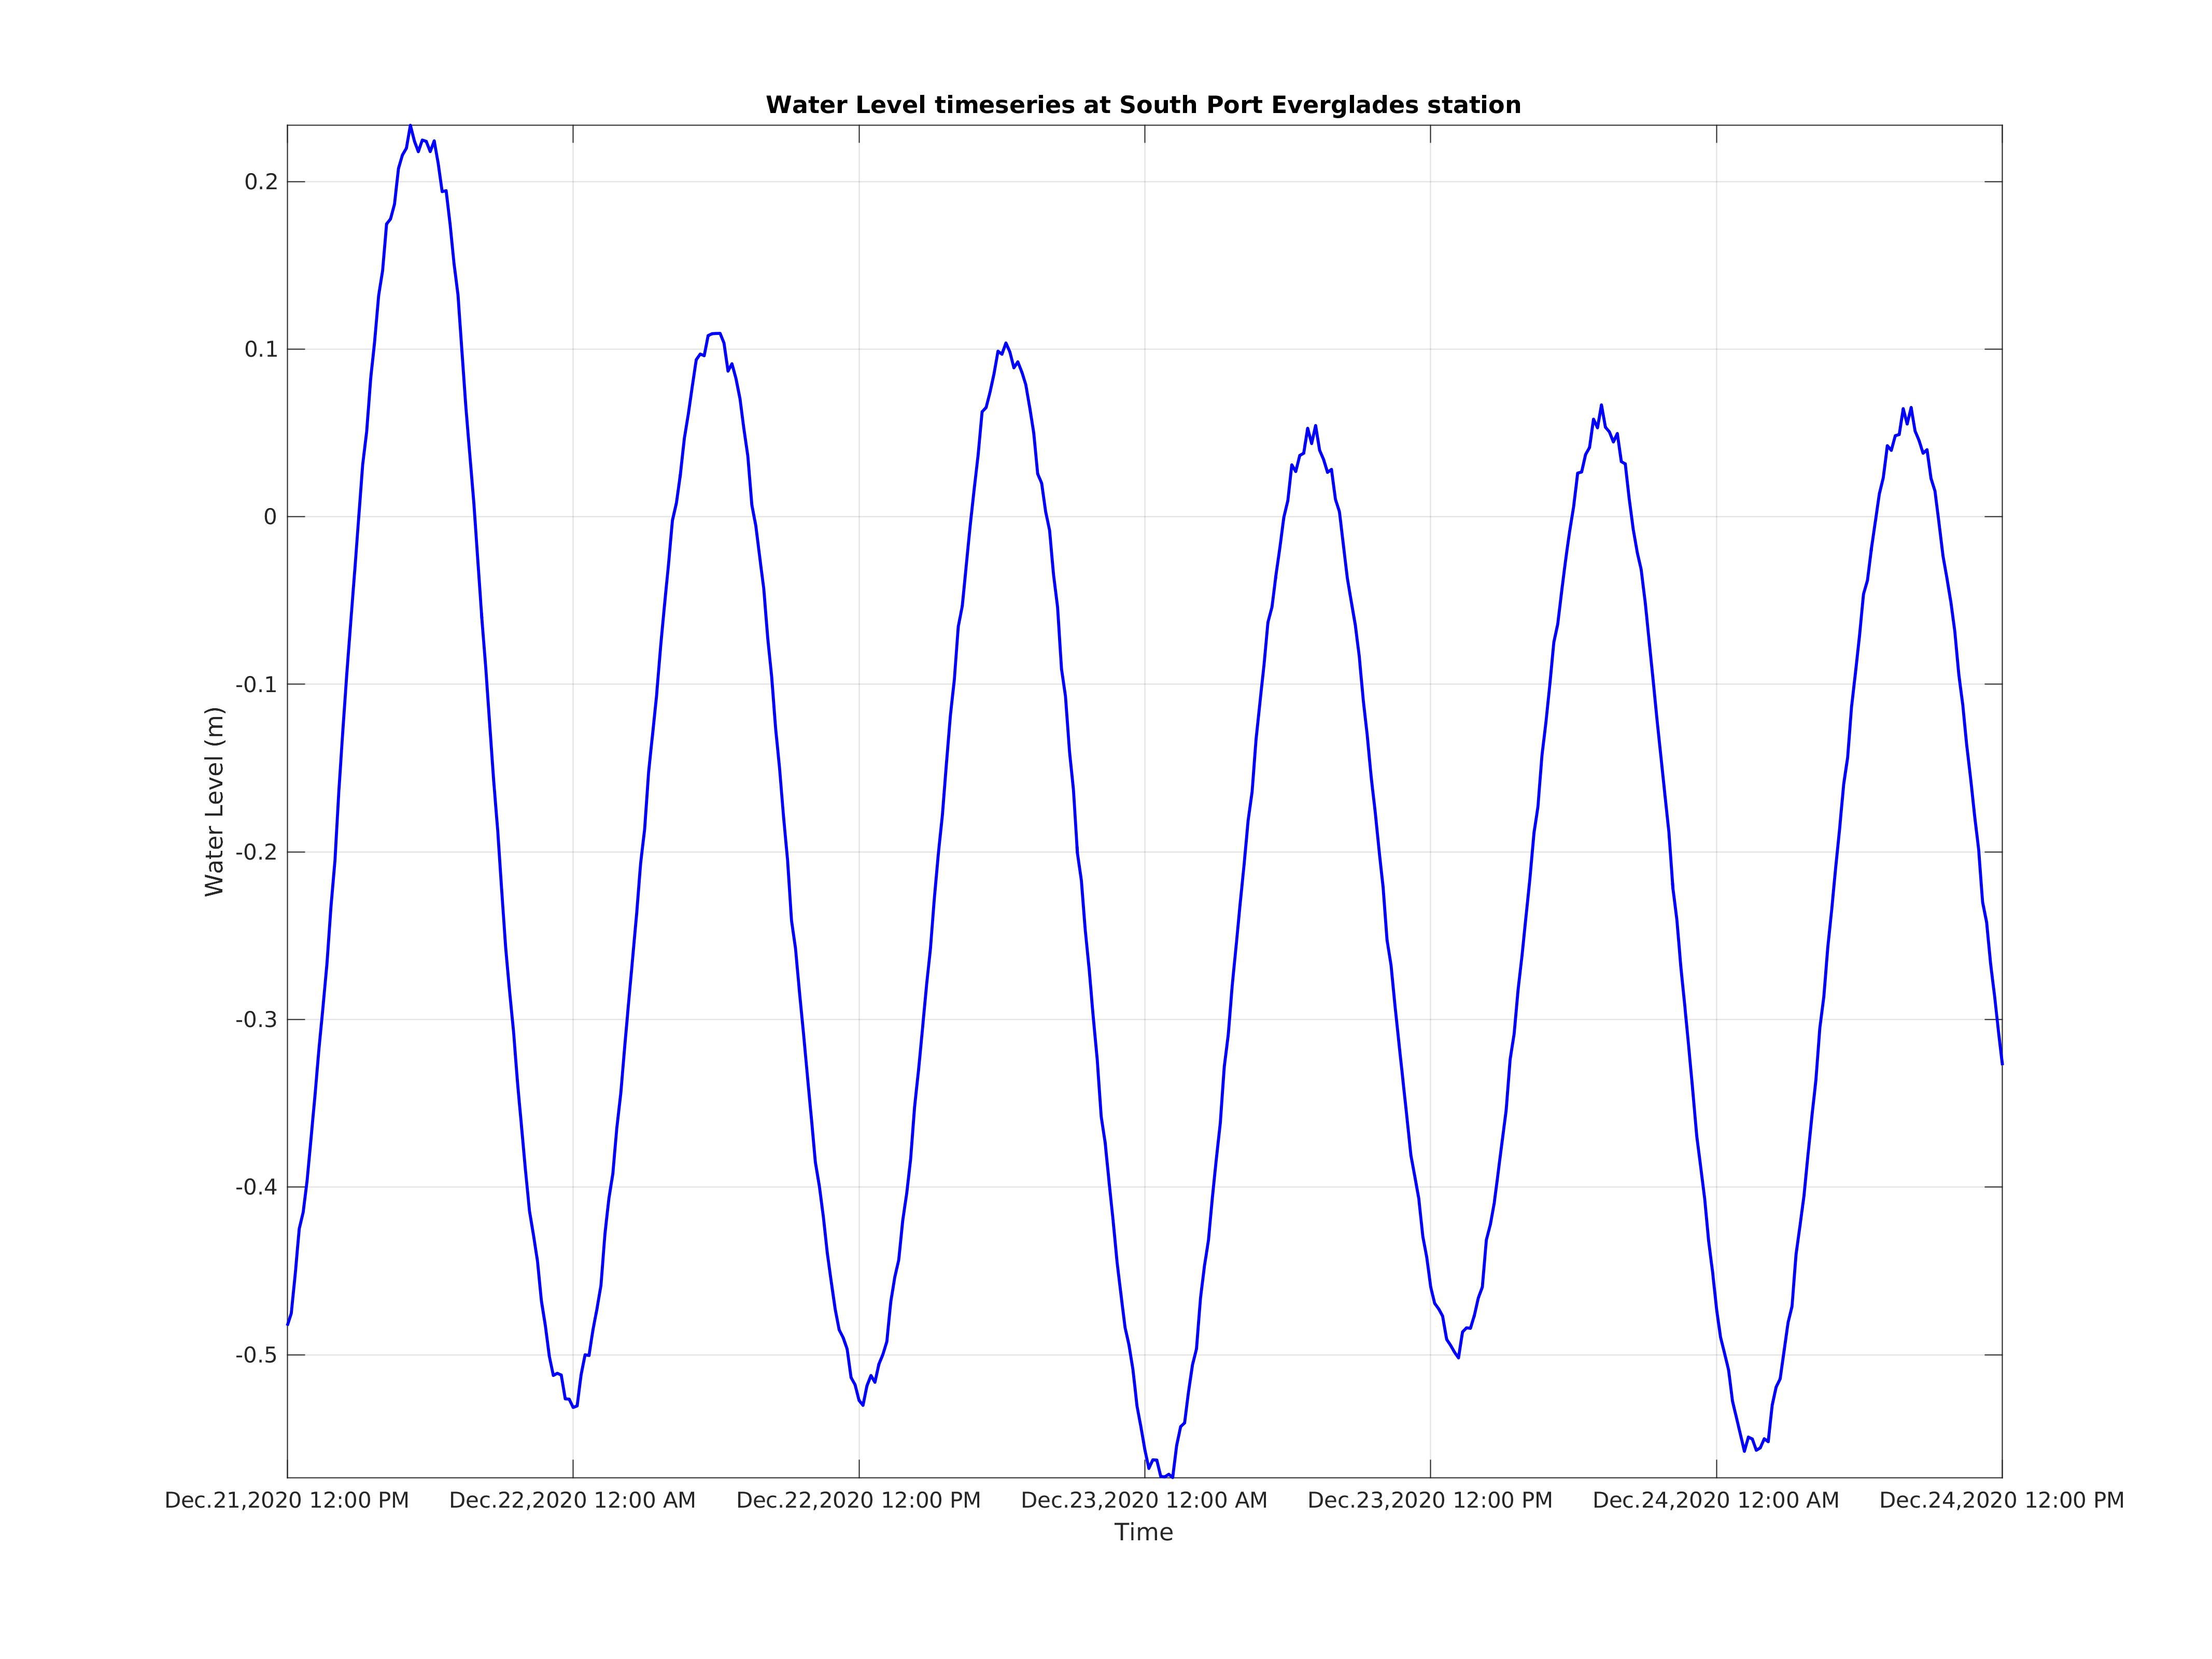 Water Level timeseries at South Port Everglades station
0.2
0.1
0
-0.1
-0.2
-0.3
-0.4
-0.5
Water Level (m)
Dec.21,2020 12:00 PM
Dec.22,2020 12:00 AM
Dec.22,2020 12:00 PM
Dec.23,2020 12:00 AM
Dec.23,2020 12:00 PM
Dec.24,2020 12:00 AM
Dec.24,2020 12:00 PM
Time